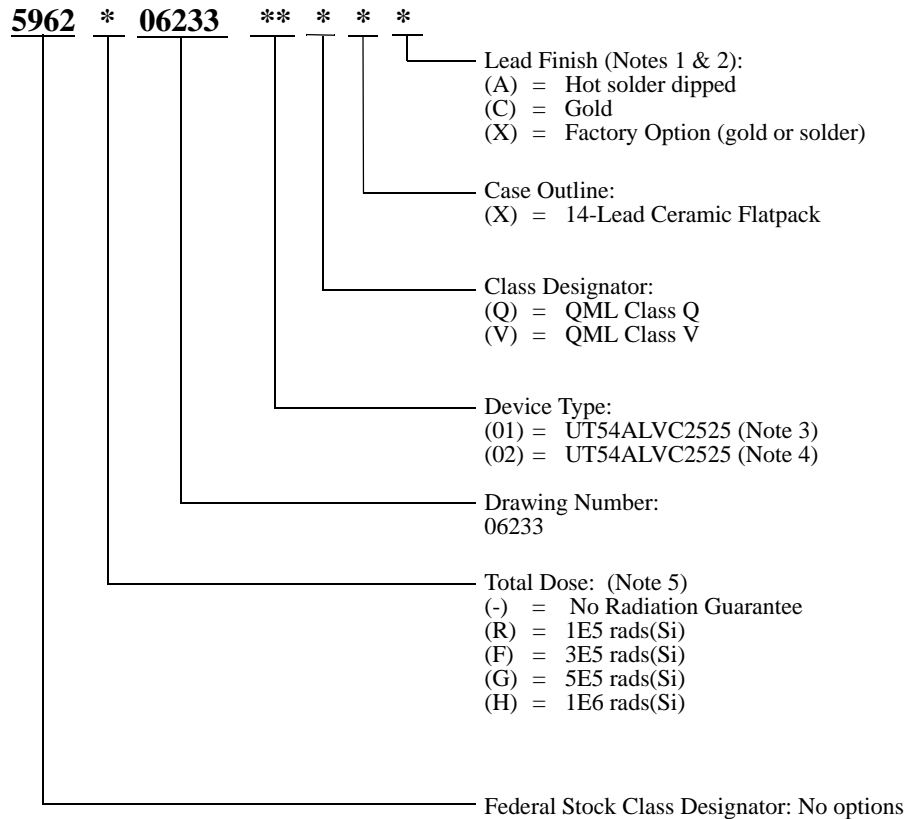 5962 * 06233 ** * * *
Lead Finish (Notes 1 & 2):
(A) = Hot solder dipped
(C) = Gold
(X) = Factory Option (gold or solder)
Case Outline:
(X) = 14-Lead Ceramic Flatpack
Class Designator:
(Q) = QML Class Q
(V) = QML Class V
Device Type:
(01) = UT54ALVC2525 (Note 3)
(02) = UT54ALVC2525 (Note 4)
Drawing Number:
06233
Total Dose: (Note 5)
(-) = No Radiation Guarantee
(R) = 1E5 rads(Si)
(F) = 3E5 rads(Si)
(G) = 5E5 rads(Si)
(H) = 1E6 rads(Si)
Federal Stock Class Designator: No options